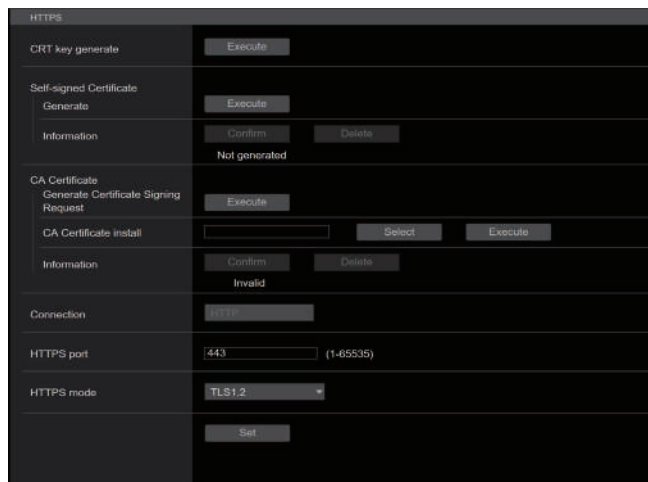 HTTPS
CRT key generate
Execute
Self-signed Certificate
Generate
Execute
Information
Confirm
Delete
Not generated
CA Certificate
Generate Certificate Signing
Request
Execute
CA Certificate install
Select
Execute
Information
Confirm
Delete
Invalid
Connection
HTTP
HTTPS port
443
(1-65535)
HTTPS mode
TLS1.2
Set